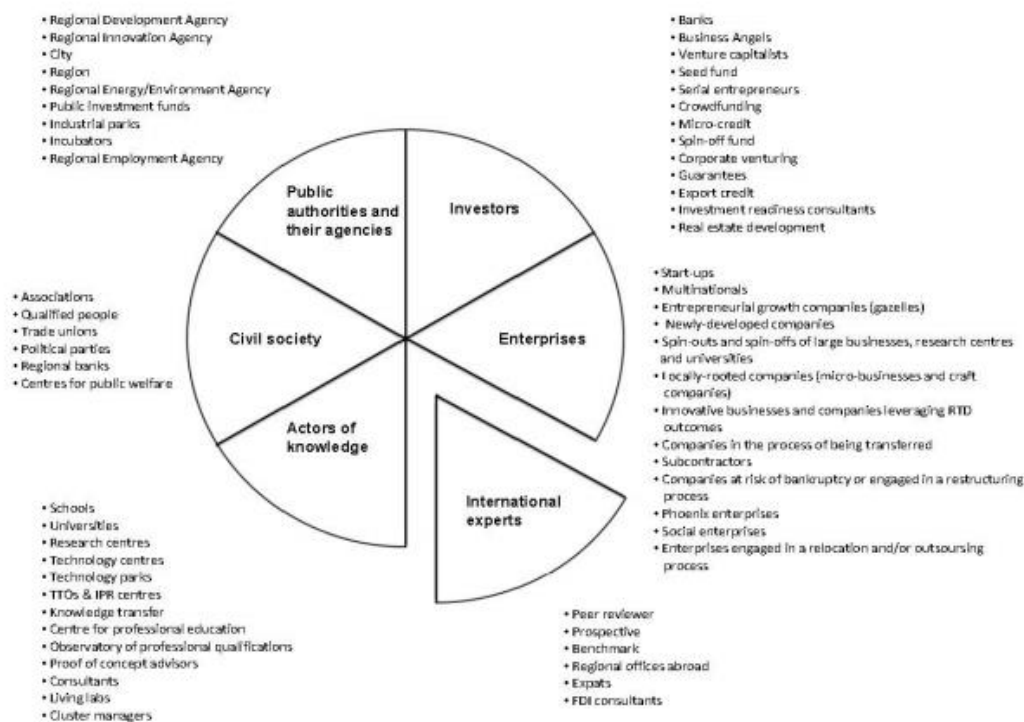 • Regional Development Agency
• Regional Innovation Agency
• City
• Region
• Regional Energy/Environment Agency
• Public investment funds
• Industrial parks
• Incubators
• Regional Employment Agency
• Banks
• Business Angels
• Venture capitalists
• Seed fund
• Serial entrepreneurs
• Crowdfunding
• Micro-credit
• Spin-off fund
• Corporate venturing
• Guarantees
• Export credit
• Investment readiness consultants
• Real estate development
Public
authorities and
their agencies
Investors
• Associations
• Qualified people
• Trade unions
• Political parties
• Regional banks
• Centres for public welfare
Civil society
Enterprises
• Start-ups
• Multinationals
• Entrepreneurial growth companies (gazelles)
• Newly-developed companies
• Spin-outs and spin-offs of large businesses, research centres
and universities
• Locally-rooted companies (micro-businesses and craft
companies)
• Innovative businesses and companies leveraging RTD
outcomes
• Companies in the process of being transferred
• Subcontractors
• Companies at risk of bankruptcy or engaged in a restructuring
process
• Phoenix enterprises
• Social enterprises
• Enterprises engaged in a relocation and/or outsoursing
process
Actors of
knowledge
International
experts
• Schools
• Universities
• Research centres
• Technology centres
• Technology parks
• TTOs & IPR centres
• Knowledge transfer
• Centre for professional education
• Observatory of professional qualifications
• Proof of concept advisors
• Consultants
• Living labs
• Cluster managers
• Peer reviewer
• Prospective
• Benchmark
• Regional offices abroad
• Expats
• FDI consultants